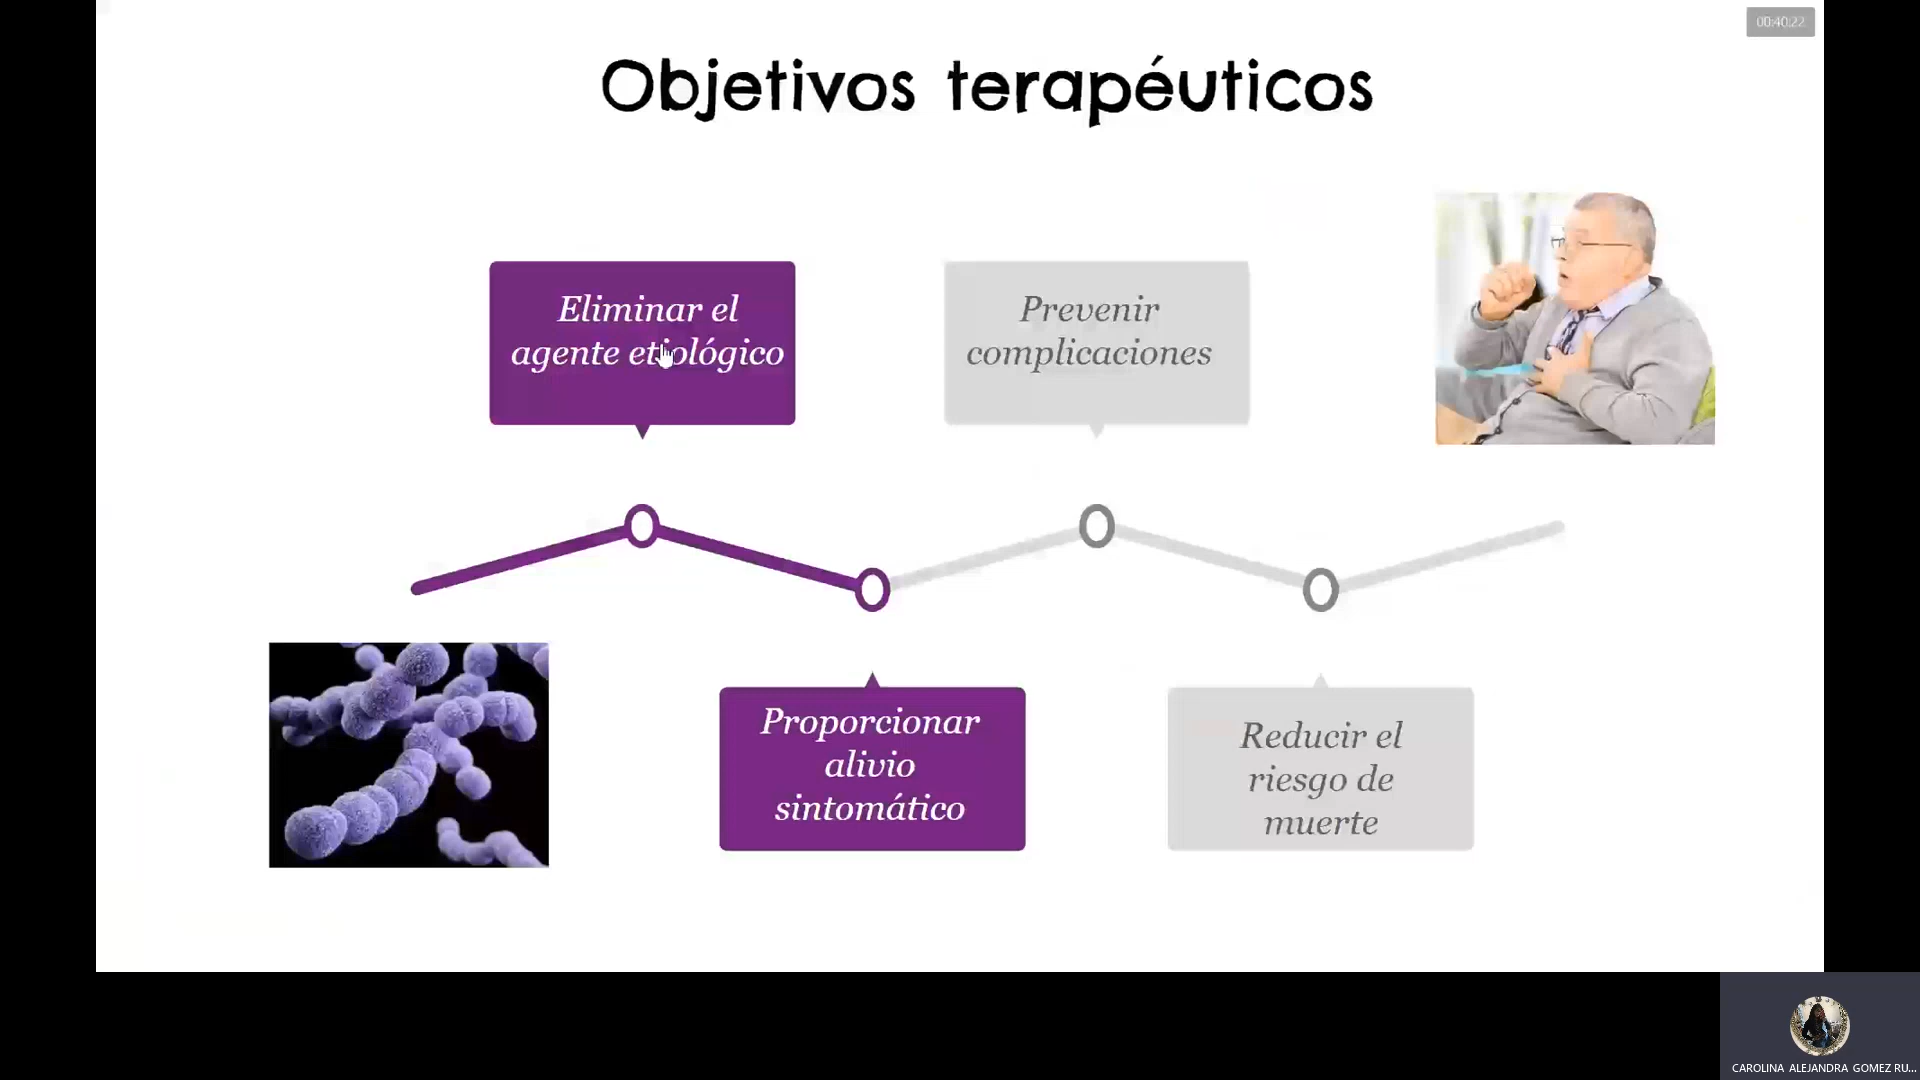 00:40:22
Objetivos terapéuticos
Eliminar el
agente etiológico
Prevenir
complicaciones
Proporcionar
alivio
sintomático
Reducir el
riesgo de
muerte
CAROLINA ALEJANDRA GOMEZ RU...